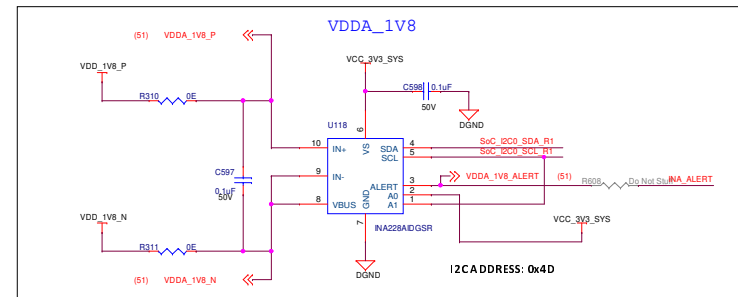 VDDA_1V8
(51) VDDA_1V8_P
VCC_3V3_SYS
VDD_1V8_P
C598 0.1uF
R310 0E
50V
DGND
U118
6
VS
10 IN+ SDA 4 SoC_I2C0_SDA_R1
SCL 5 SoC_I2C0_SCL_R1
C597
9 IN-
VDDA_1V8_ALERT (51)
0.1uF
50V
ALERT 3
R608 Do Not Stuff INA_ALERT
8 VBUS A0 2
GND A1 1
VDD_1V8_N
VCC_3V3_SYS
7
INA228AIDGSR
R311 0E
DGND
I2C ADDRESS: 0x4D
(51) VDDA_1V8_N